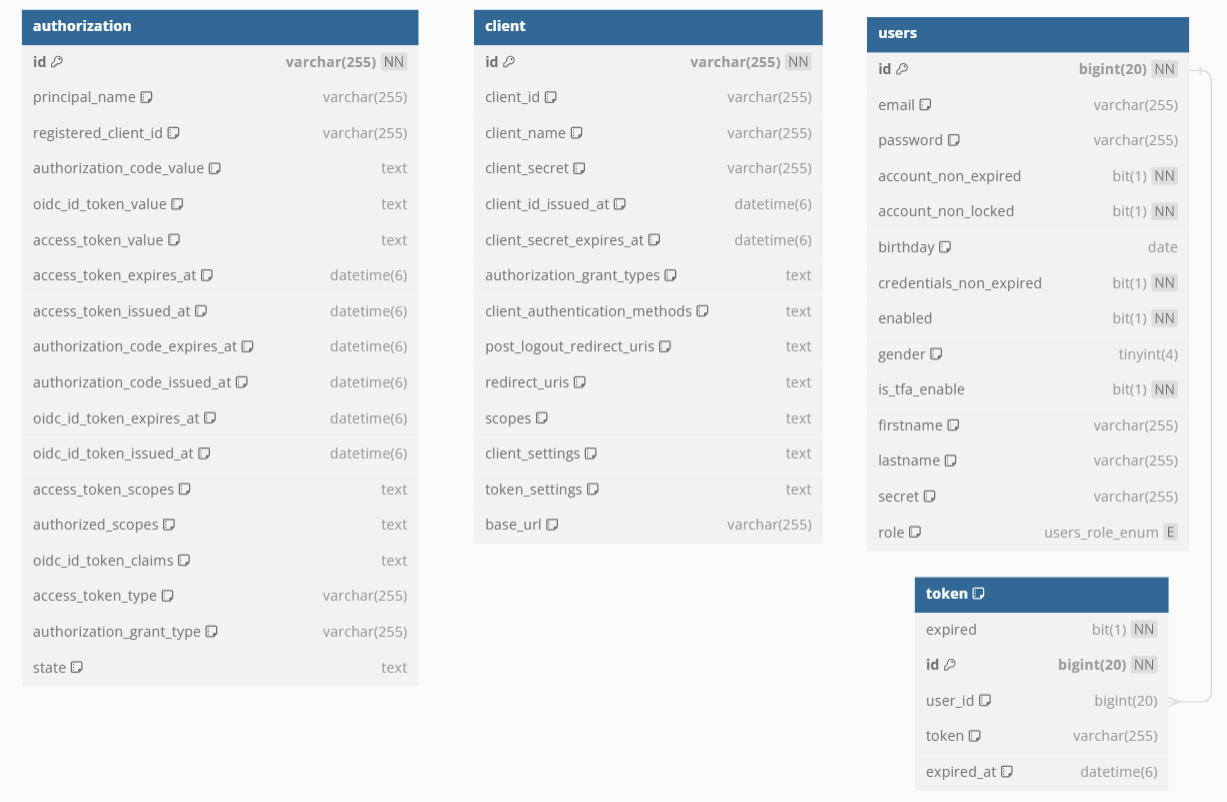 authorization
id varchar(255) NN
principal_name varchar(255)
registered_client_id varchar(255)
authorization_code_value text
oidc_id_token_value text
access_token_value text
access_token_expires_at datetime(6)
access_token_issued_at datetime(6)
authorization_code_expires_at datetime(6)
authorization_code_issued_at datetime(6)
oidc_id_token_expires_at datetime(6)
oidc_id_token_issued_at datetime(6)
access_token_scopes text
authorized_scopes text
oidc_id_token_claims text
access_token_type varchar(255)
authorization_grant_type varchar(255)
state text
client
id varchar(255) NN
client_id varchar(255)
client_name varchar(255)
client_secret varchar(255)
client_id_issued_at datetime(6)
client_secret_expires_at datetime(6)
authorization_grant_types text
client_authentication_methods text
post_logout_redirect_uris text
redirect_uris text
scopes text
client_settings text
token_settings text
base_url varchar(255)
users
id bigint(20) NN
email varchar(255)
password varchar(255)
account_non_expired bit(1) NN
account_non_locked bit(1) NN
birthday date
credentials_non_expired bit(1) NN
enabled bit(1) NN
gender tinyint(4)
is_tfa_enable bit(1) NN
firstname varchar(255)
lastname varchar(255)
secret varchar(255)
role users_role_enum E
token
expired bit(1) NN
id bigint(20) NN
user_id bigint(20)
token varchar(255)
expired_at datetime(6)